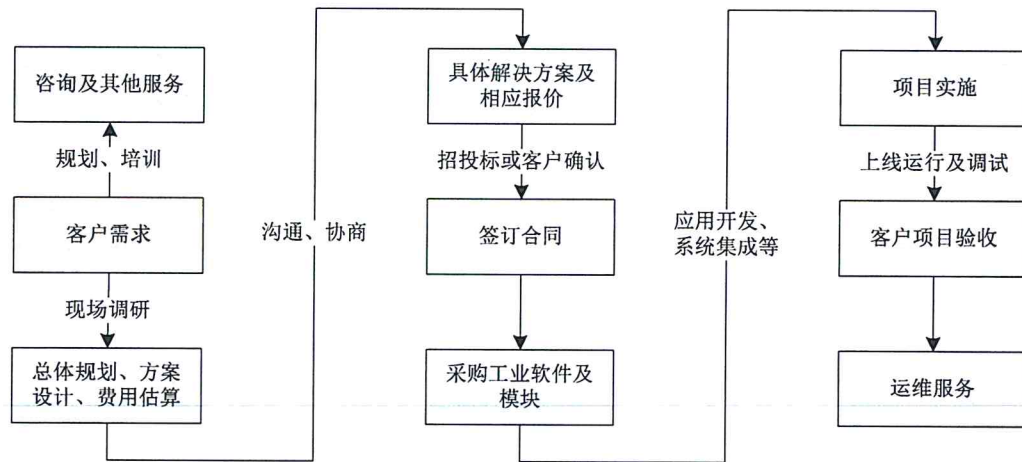 咨询及其他服务
规划、培训
客户需求
现场调研
总体规划、方案
设计、费用估算
沟通、协商
具体解决方案及
相应报价
招投标或客户确认
签订合同
采购工业软件及
模块
应用开发、
系统集成等
项目实施
上线运行及调试
客户项目验收
运维服务